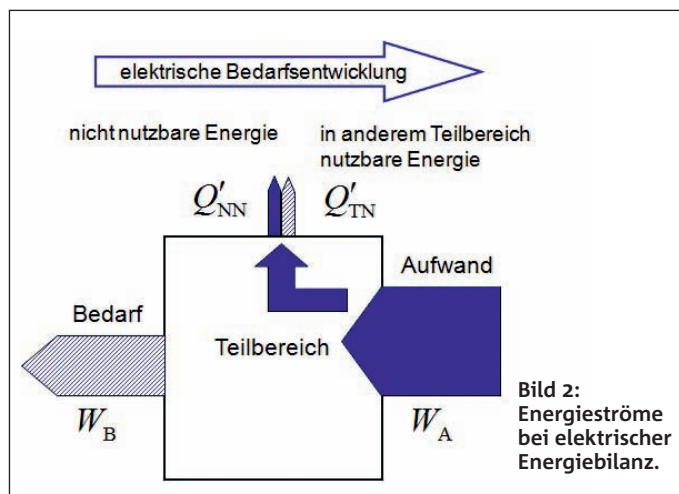 elektrische Bedarfsentwicklung
nicht nutzbare Energie
in anderem Teilbereich
nutzbare Energie
Q′NN
Q′TN
Aufwand
Bedarf
Teilbereich
WB
WA
Bild 2:
Energieströme
bei elektrischer
Energiebilanz.